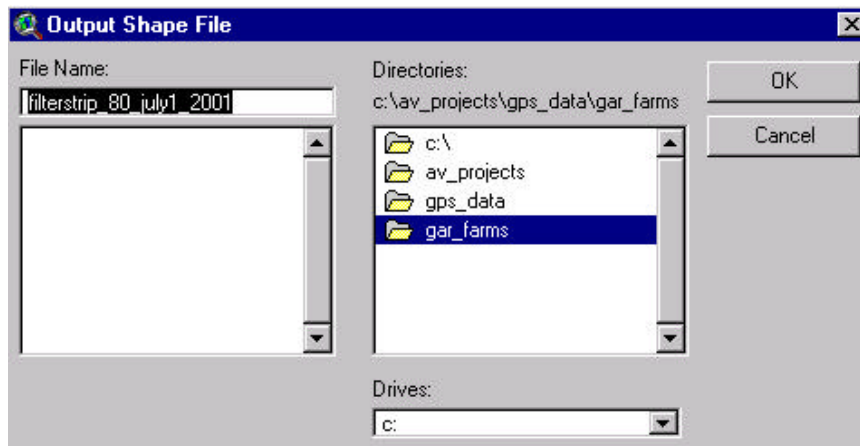 Output Shape File
File Name:
filterstrip_80_july1_2001
Directories:
c:\av_projects\gps_data\gar_farms
c:\
av_projects
gps_data
gar_farms
OK
Cancel
Drives:
c: